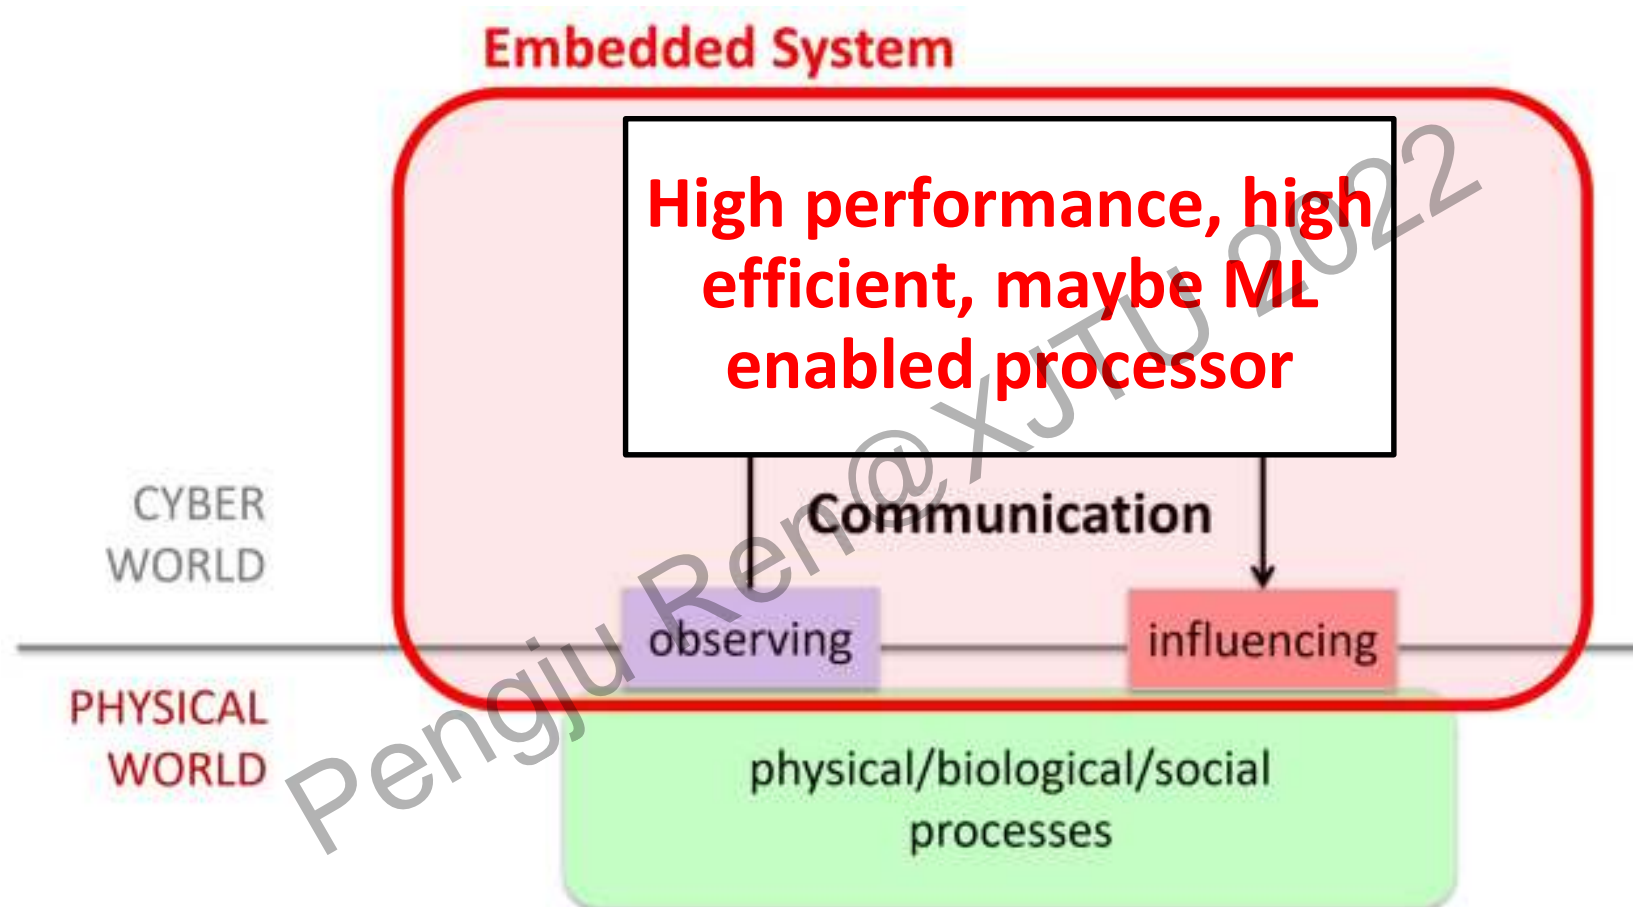 Embedded System
High performance, high
efficient, maybe ML
enabled processor
Communication
CYBER
WORLD
observing
influencing
PHYSICAL
WORLD
physical/biological/social
processes
Pengju Ren @XJTU 2022